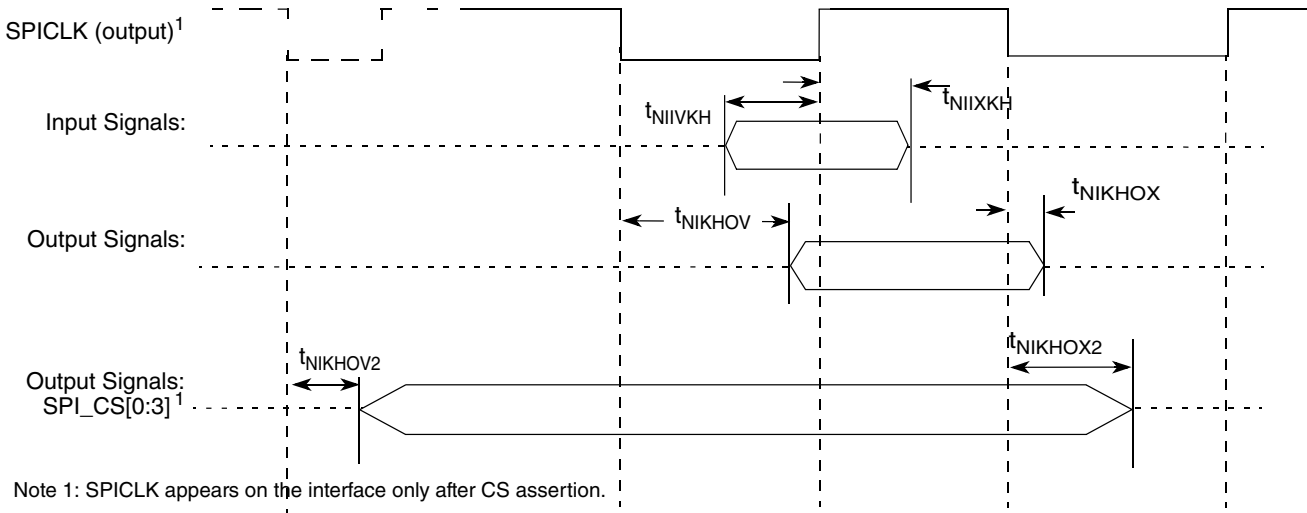 SPICLK (output)1
tNIIVKH
tNIIXKH
Input Signals:
tNIKHOX
tNIKHOV
Output Signals:
tNIKHOX2
tNIKHOV2
Output Signals:
SPI_CS[0:3] 1
Note 1: SPICLK appears on the interface only after CS assertion.